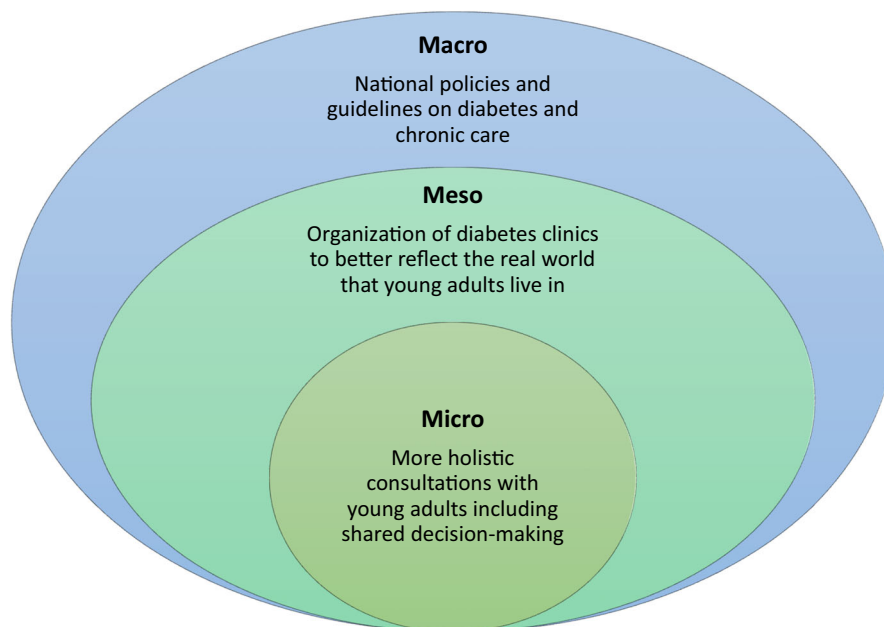 Macro
National policies and
guidelines on diabetes and
chronic care
Meso
Organization of diabetes clinics
to better reflect the real world
that young adults live in
Micro
More holistic
consultations with
young adults including
shared decision-making